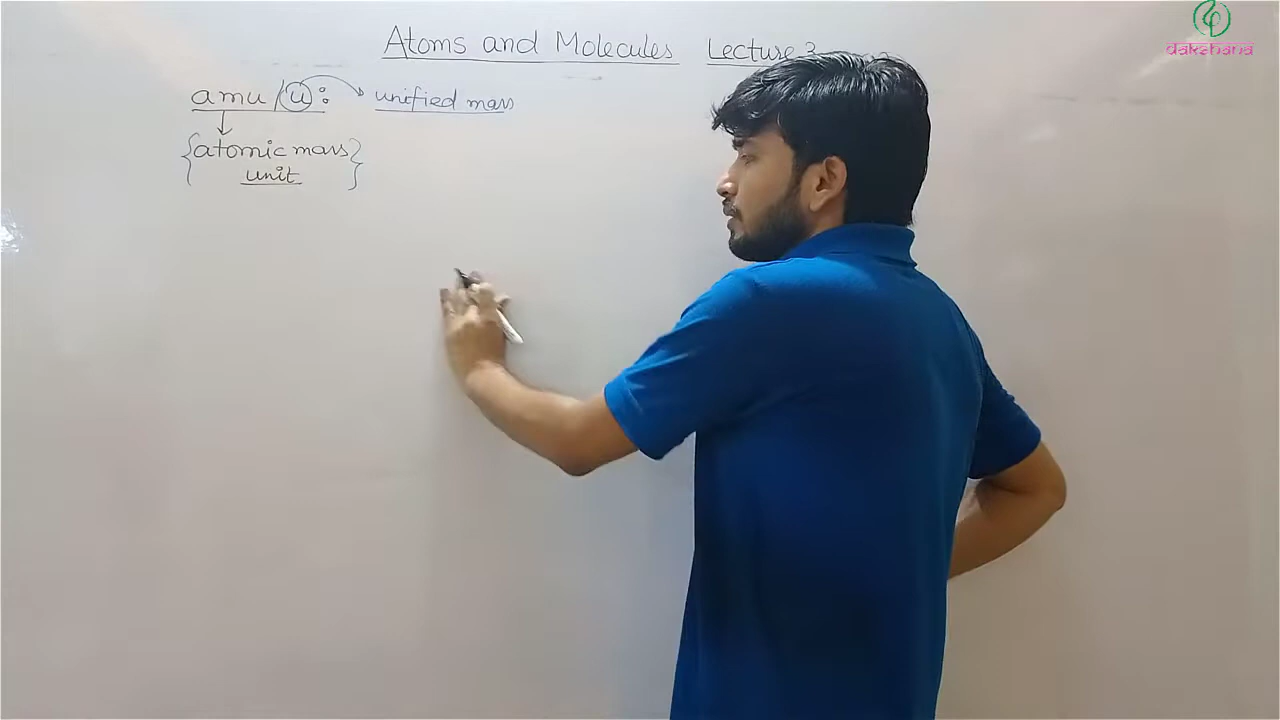 Atoms and Molecules Lecture 3
amu / u : unified mass
{atomic mass
unit}
dakshana